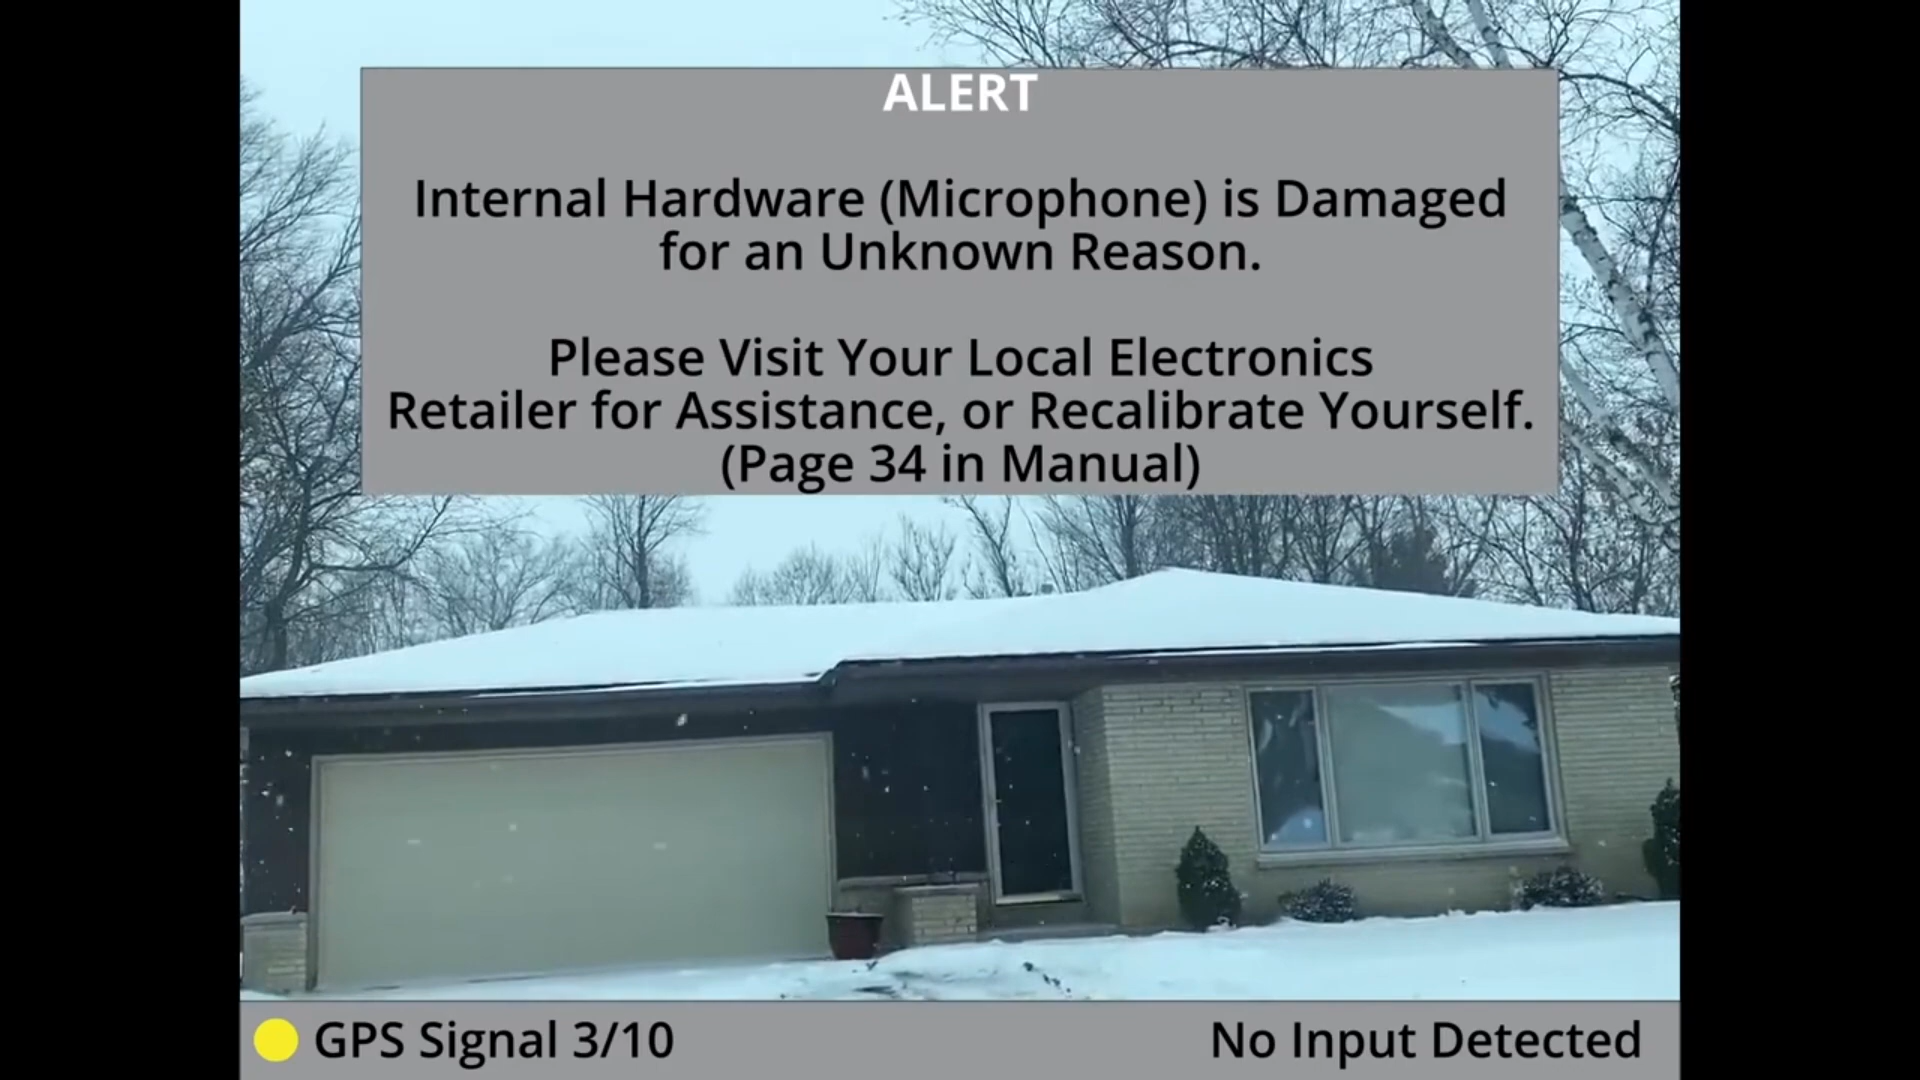 ALERT
Internal Hardware (Microphone) is Damaged
for an Unknown Reason.
Please Visit Your Local Electronics
Retailer for Assistance, or Recalibrate Yourself.
(Page 34 in Manual)
GPS Signal 3/10
No Input Detected